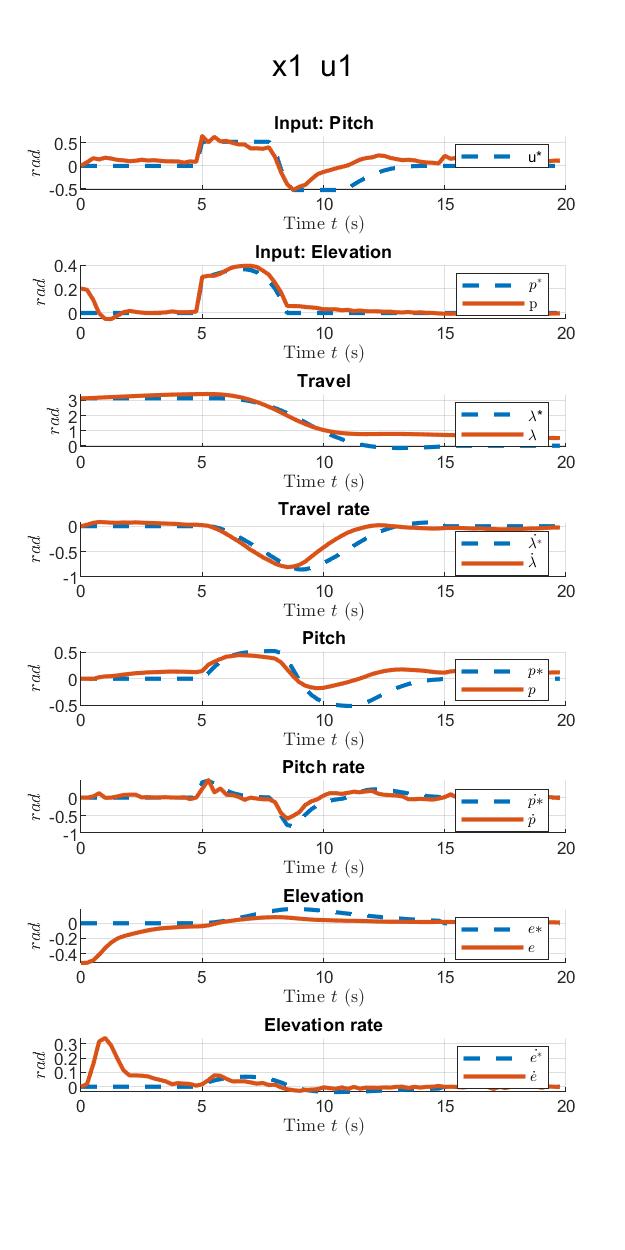 x1 u1
Input: Pitch
rad
0.5
0
-0.5
u*
0 5 10 15 20
Time t (s)
Input: Elevation
rad
0.4
0.2
0
p*
p
0 5 10 15 20
Time t (s)
Travel
rad
3
2
1
0
λ*
λ
0 5 10 15 20
Time t (s)
Travel rate
rad
0
-0.5
-1
λ̇*
λ̇
0 5 10 15 20
Time t (s)
Pitch
rad
0.5
0
-0.5
p*
p
0 5 10 15 20
Time t (s)
Pitch rate
rad
0
-0.5
-1
ṗ*
ṗ
0 5 10 15 20
Time t (s)
Elevation
rad
0
-0.2
-0.4
e*
e
0 5 10 15 20
Time t (s)
Elevation rate
rad
0.3
0.2
0.1
0
ė*
ė
0 5 10 15 20
Time t (s)